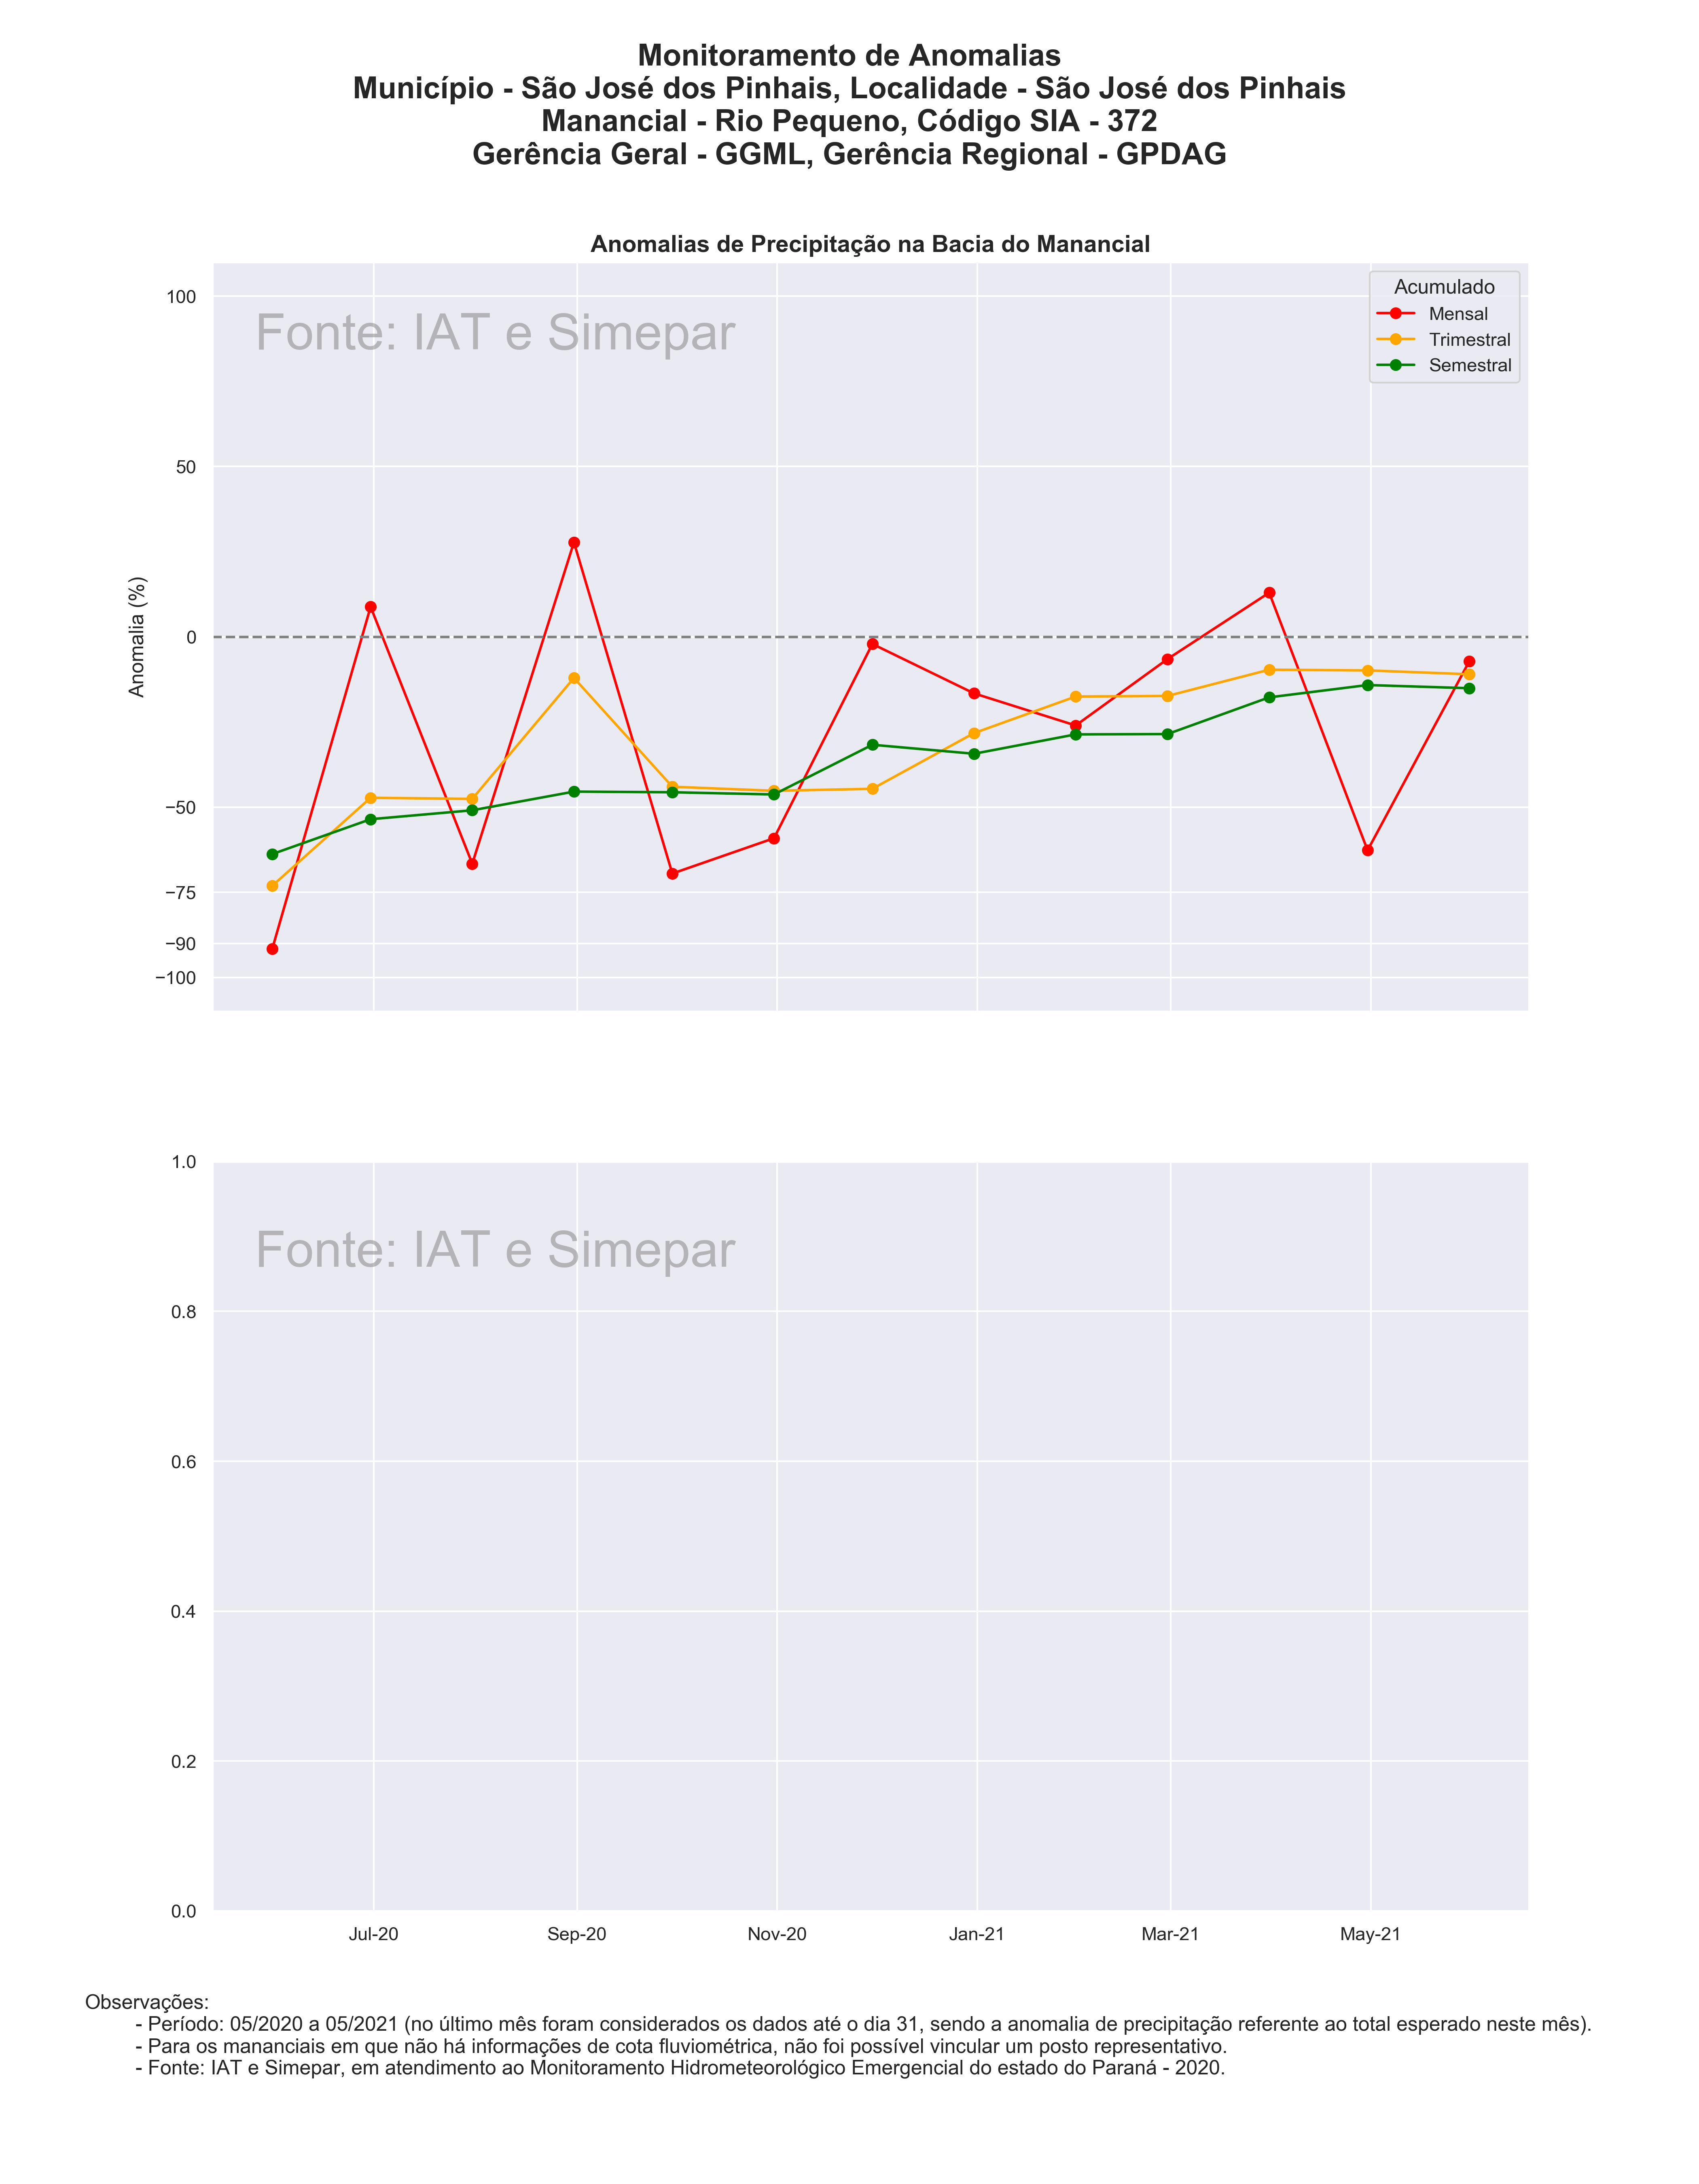 Monitoramento de Anomalias
Município - São José dos Pinhais, Localidade - São José dos Pinhais
Manancial - Rio Pequeno, Código SIA - 372
Gerência Geral - GGML, Gerência Regional - GPDAG
Anomalias de Precipitação na Bacia do Manancial
Fonte: IAT e Simepar
Acumulado
Mensal
Trimestral
Semestral
Anomalia (%)
100
50
0
−50
−75
−90
−100
Fonte: IAT e Simepar
1.0
0.8
0.6
0.4
0.2
0.0
Jul-20 Sep-20 Nov-20 Jan-21 Mar-21 May-21
Observações:
- Período: 05/2020 a 05/2021 (no último mês foram considerados os dados até o dia 31, sendo a anomalia de precipitação referente ao total esperado neste mês).
- Para os mananciais em que não há informações de cota fluviométrica, não foi possível vincular um posto representativo.
- Fonte: IAT e Simepar, em atendimento ao Monitoramento Hidrometeorológico Emergencial do estado do Paraná - 2020.